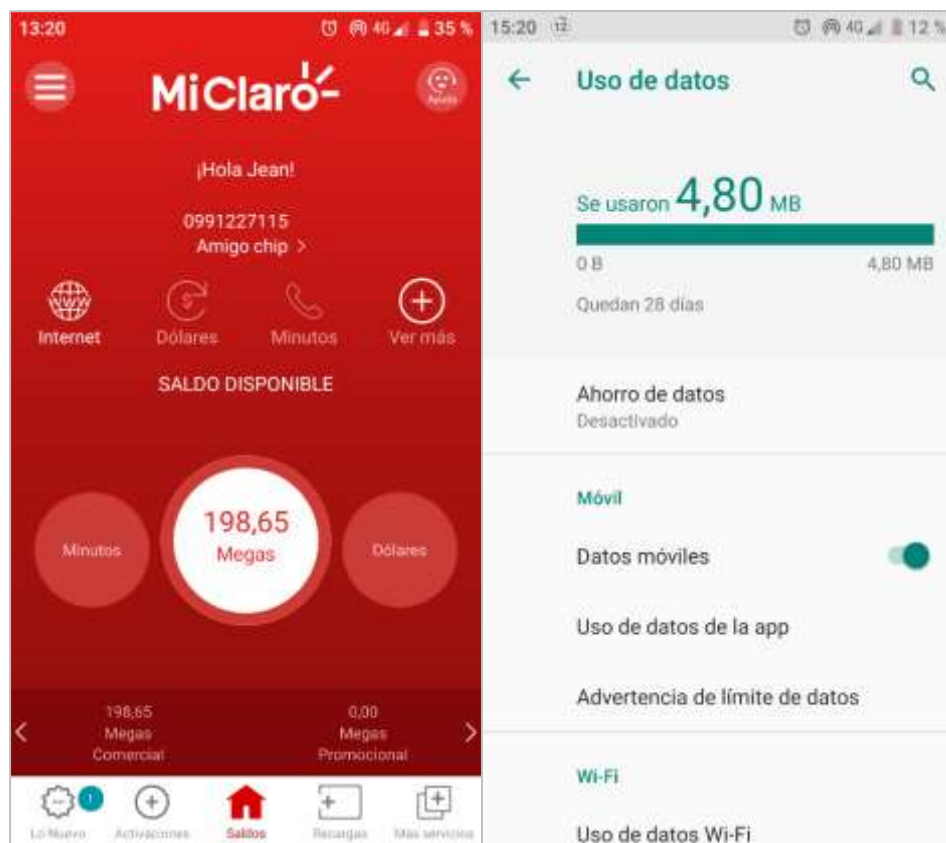 13:20
4G 35 %
MiClaro
Ayuda
¡Hola Jean!
0991227115
Amigo chip >
Internet
Dólares
Minutos
Ver más
SALDO DISPONIBLE
Minutos
198,65
Megas
Dólares
198,65
Megas
Comercial
0,00
Megas
Promocional
Lo Nuevo
1
Activaciones
Saldos
Recargas
Más servicios
15:20
12
4G 12 %
Uso de datos
Se usaron 4,80 MB
0 B
4,80 MB
Quedan 28 días
Ahorro de datos
Desactivado
Móvil
Datos móviles
Uso de datos de la app
Advertencia de límite de datos
Wi-Fi
Uso de datos Wi-Fi